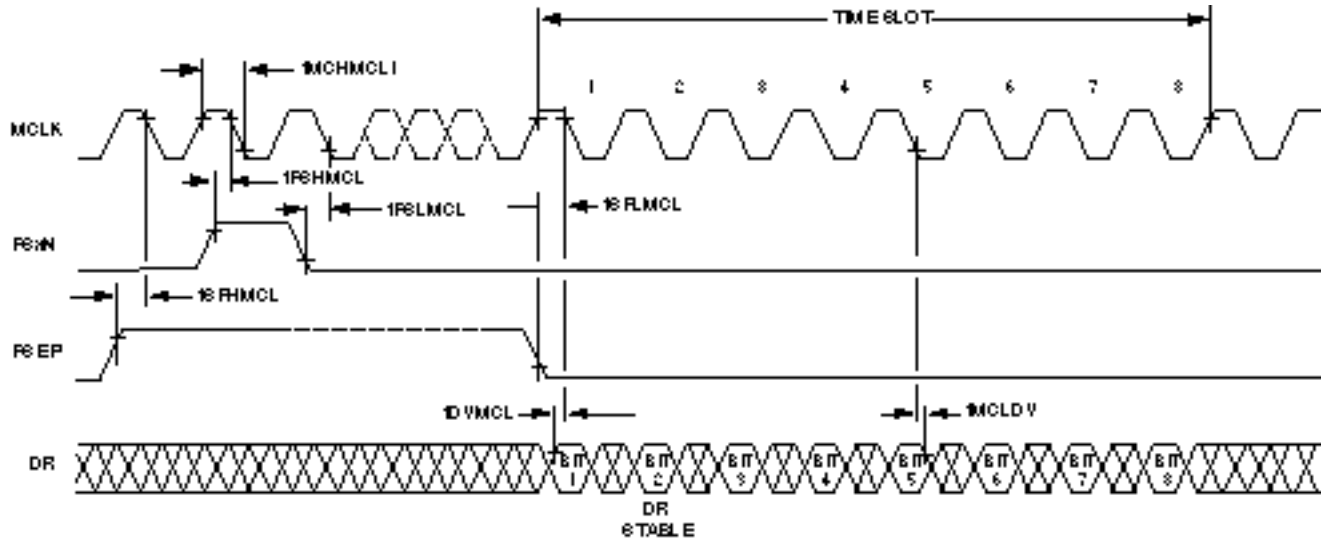 TIME SLOT
tMCHMCL1
1 2 3 4 5 6 7 8
MCLK
tFSHMCL
tFSLMCL
tSFLMCL
FSxN
tSFHMCL
FSEP
tDVMCL
tMCLDV
DR
BIT 1 BIT 2 BIT 3 BIT 4 BIT 5 BIT 6 BIT 7 BIT 8
DR
STABLE